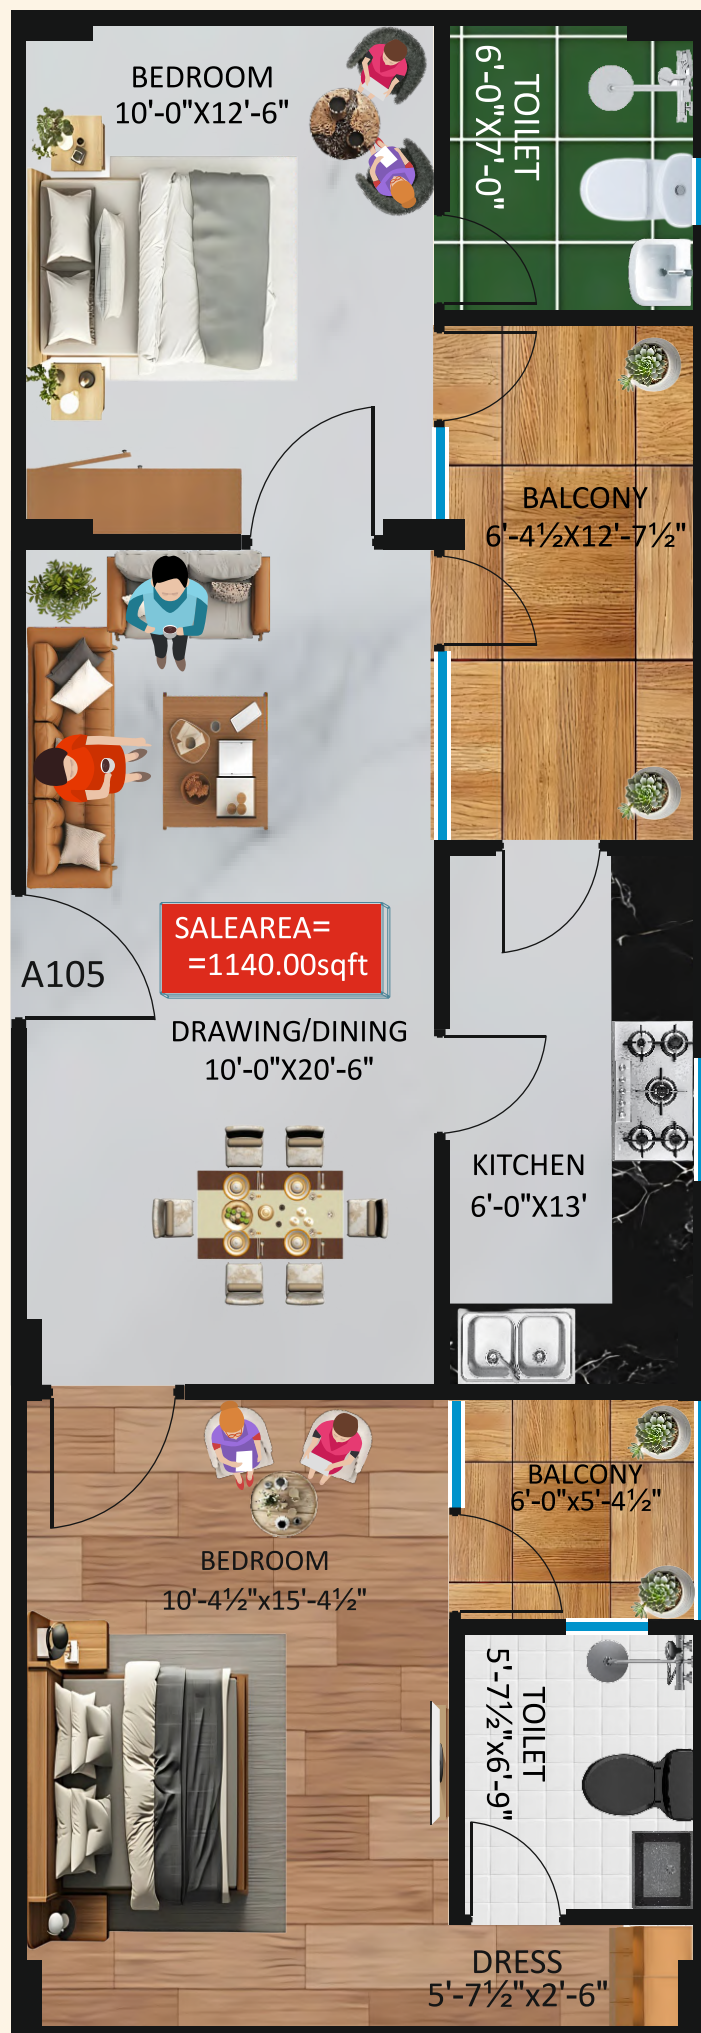 BEDROOM
10'-0"X12'-6"
TOILET
6'-0"X7'-0"
BALCONY
6'-4½X12'-7½"
SALEAREA=
=1140.00sqft
A105
DRAWING/DINING
10'-0"X20'-6"
KITCHEN
6'-0"X13'
BALCONY
6'-0"x5'-4½"
BEDROOM
10'-4½"x15'-4½"
TOILET
5'-7½"x6'-9"
DRESS
5'-7½"x2'-6"